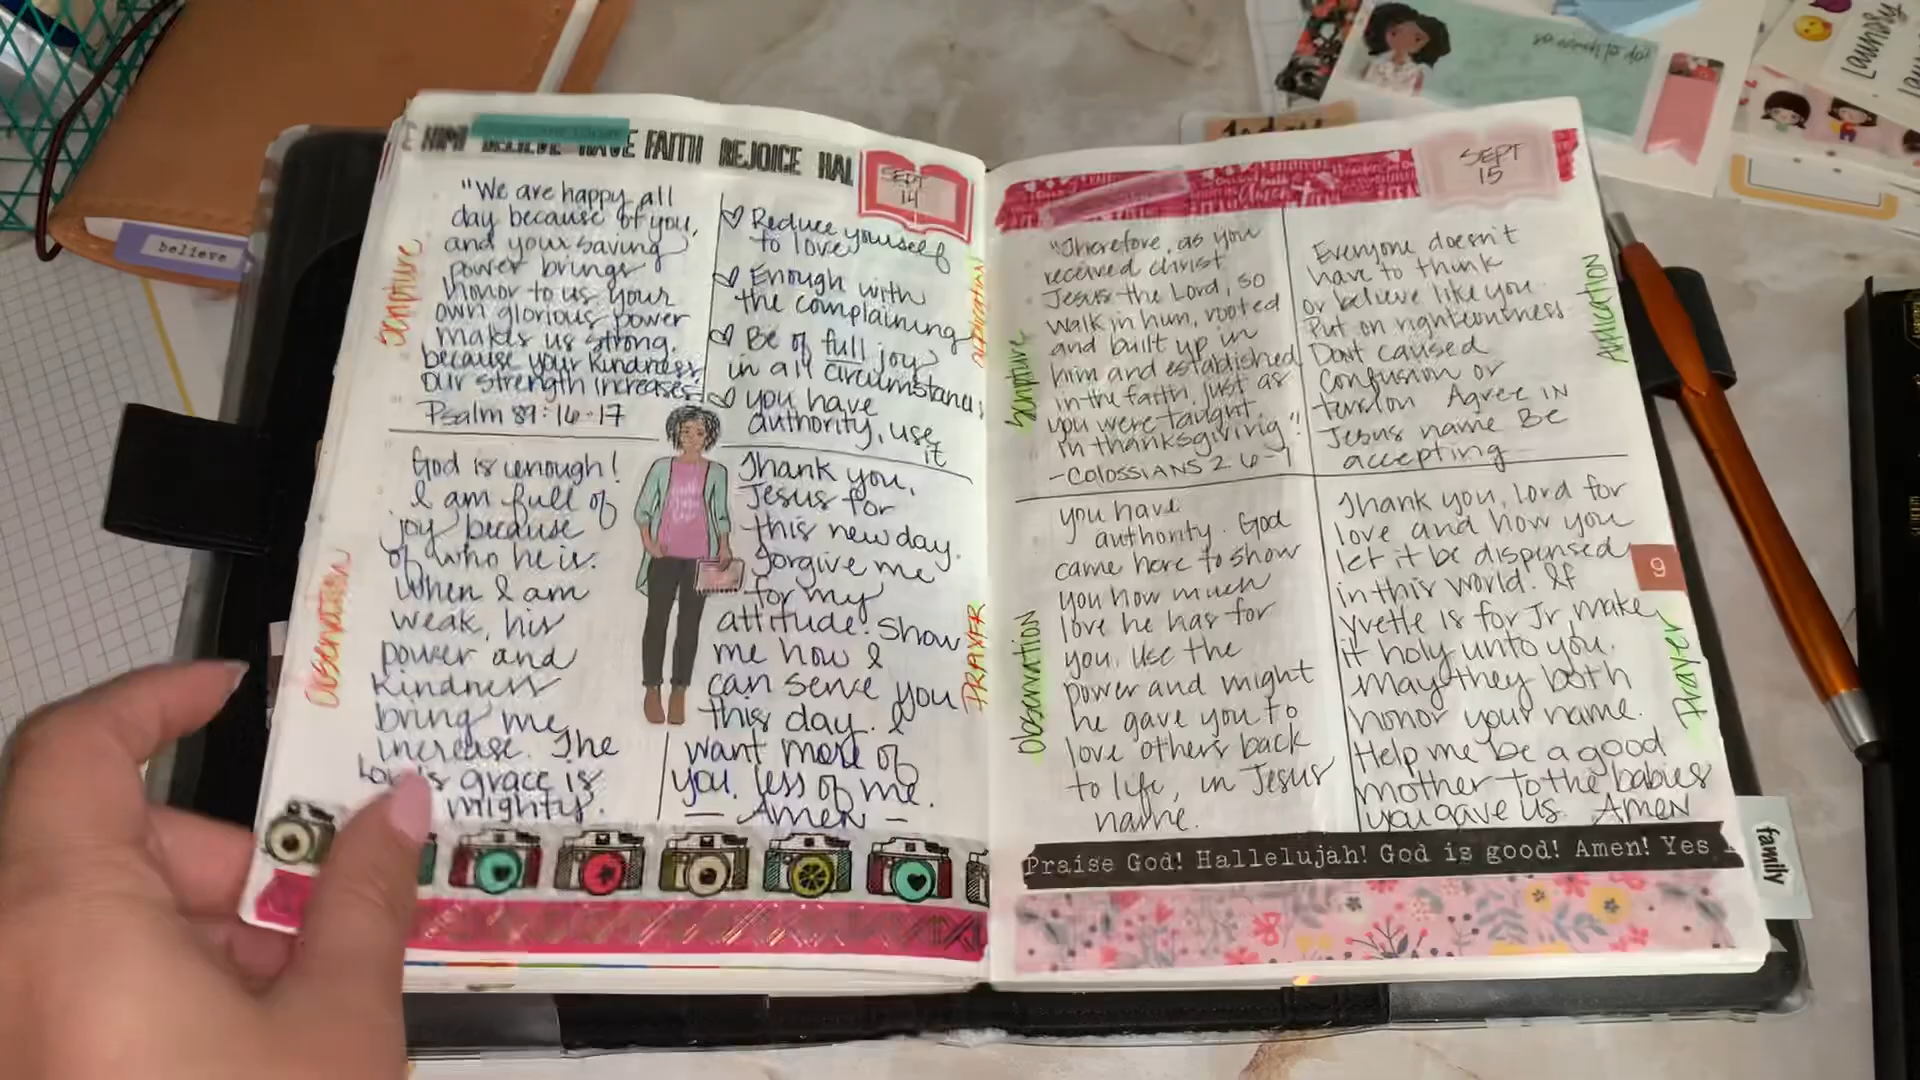 HIM! BELIEVE HAVE FAITH REJOICE HAL
SEPT
14
Scripture
"We are happy all
day because of you,
and your saving
power brings
honor to us your
own glorious power
makes us strong.
because your kindness
our strength increases"
Psalm 89:16-17
APPLICATION
Reduce yourself
to love
Enough with
the complaining
Be of full joy
in all circumstances
you have
authority, use
it
Observation
God is enough!
I am full of
joy because
of who he is.
When I am
weak, his
power and
kindness
bring me
increase. The
Lord's grace is
mighty.
PRAYER
Thank you,
Jesus for
this new day.
Forgive me
for my
attitude. Show
me how I
can serve you
this day. I
want more of
you, less of me.
— Amen —
SEPT
15
Scripture
"Therefore, as you
received Christ
Jesus the Lord, so
walk in him, rooted
and built up in
him and established
in the faith, just as
you were taught
in thanksgiving."
- COLOSSIANS 2 6-7
Application
Everyone doesn't
have to think
or believe like you.
Put on righteousness
Dont caused
confusion or
tension Agree IN
Jesus name Be
accepting
Observation
you have
authority. God
came here to show
you how much
love he has for
you. Use the
power and might
he gave you to
love others back
to life, in Jesus
name.
Prayer
Thank you, Lord for
love and how you
let it be dispensed
in this world. If
Yvette is for Jr, make
it holy unto you.
May they both
honor your name.
Help me be a good
mother to the babies
you gave us. AMEN
Praise God! Hallelujah! God is good! Amen! Yes
9
family
believe
today
Laundry